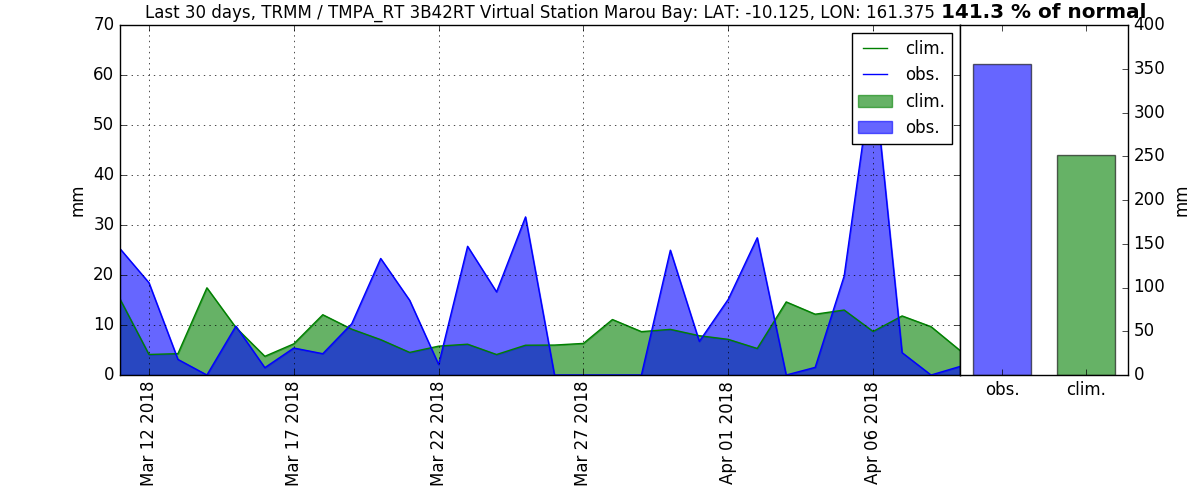 Last 30 days, TRMM / TMPA_RT 3B42RT Virtual Station Marou Bay: LAT: -10.125, LON: 161.375 141.3 % of normal
70
60
50
40
30
20
10
0
mm
clim.
obs.
clim.
obs.
Mar 12 2018
Mar 17 2018
Mar 22 2018
Mar 27 2018
Apr 01 2018
Apr 06 2018
400
350
300
250
200
150
100
50
0
mm
obs.
clim.